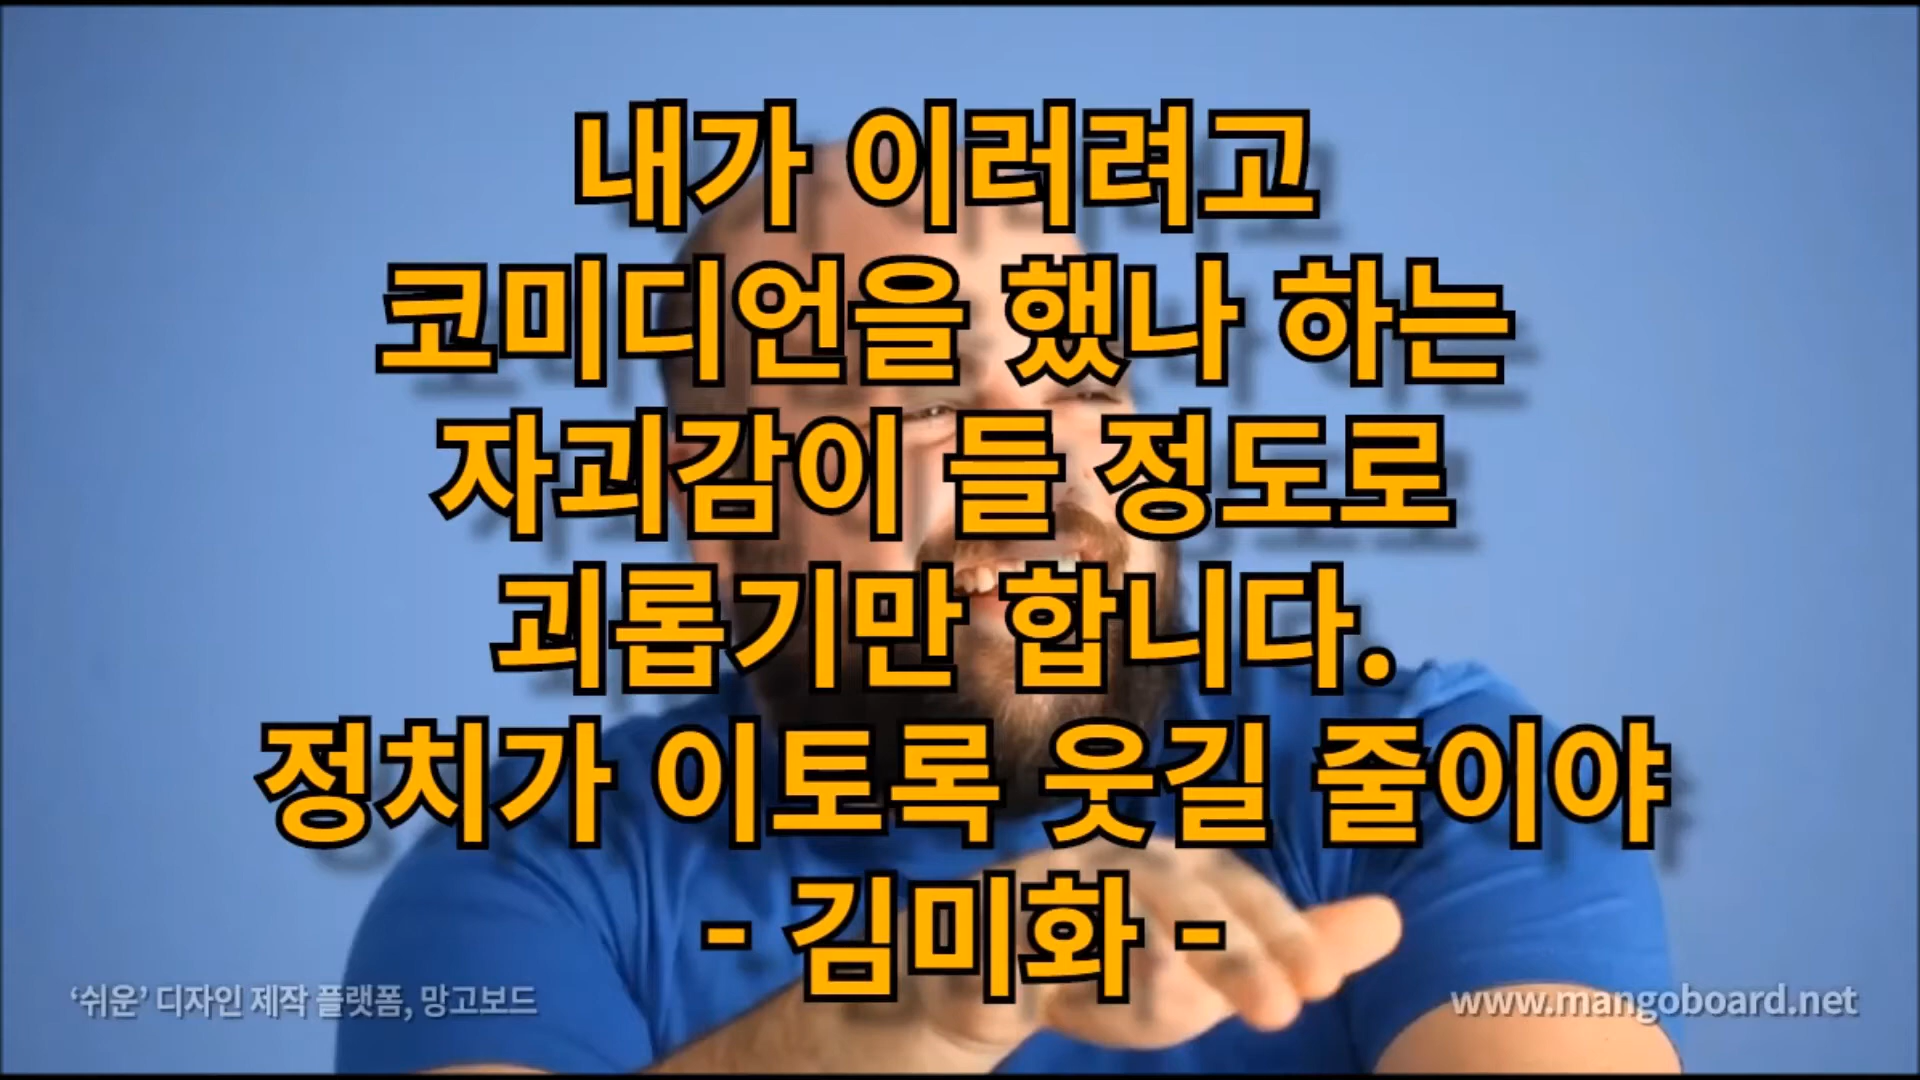 내가 이러려고
코미디언을 했나 하는
자괴감이 들 정도로
괴롭기만 합니다.
정치가 이토록 웃길 줄이야
- 김미화 -
‘쉬운’ 디자인 제작 플랫폼, 망고보드
www.mangoboard.net